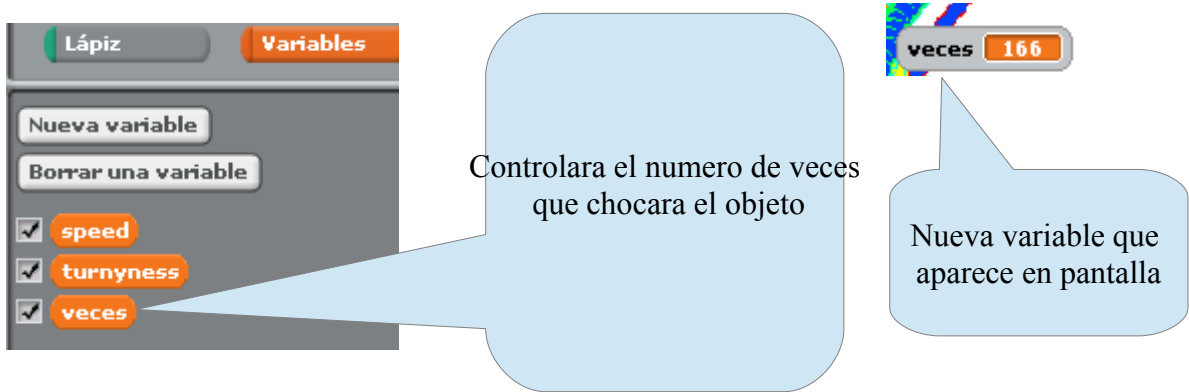 Lápiz
Variables
Nueva variable
Borrar una variable
speed
turnyness
veces
Controlara el numero de veces
que chocara el objeto
veces 166
Nueva variable que
aparece en pantalla